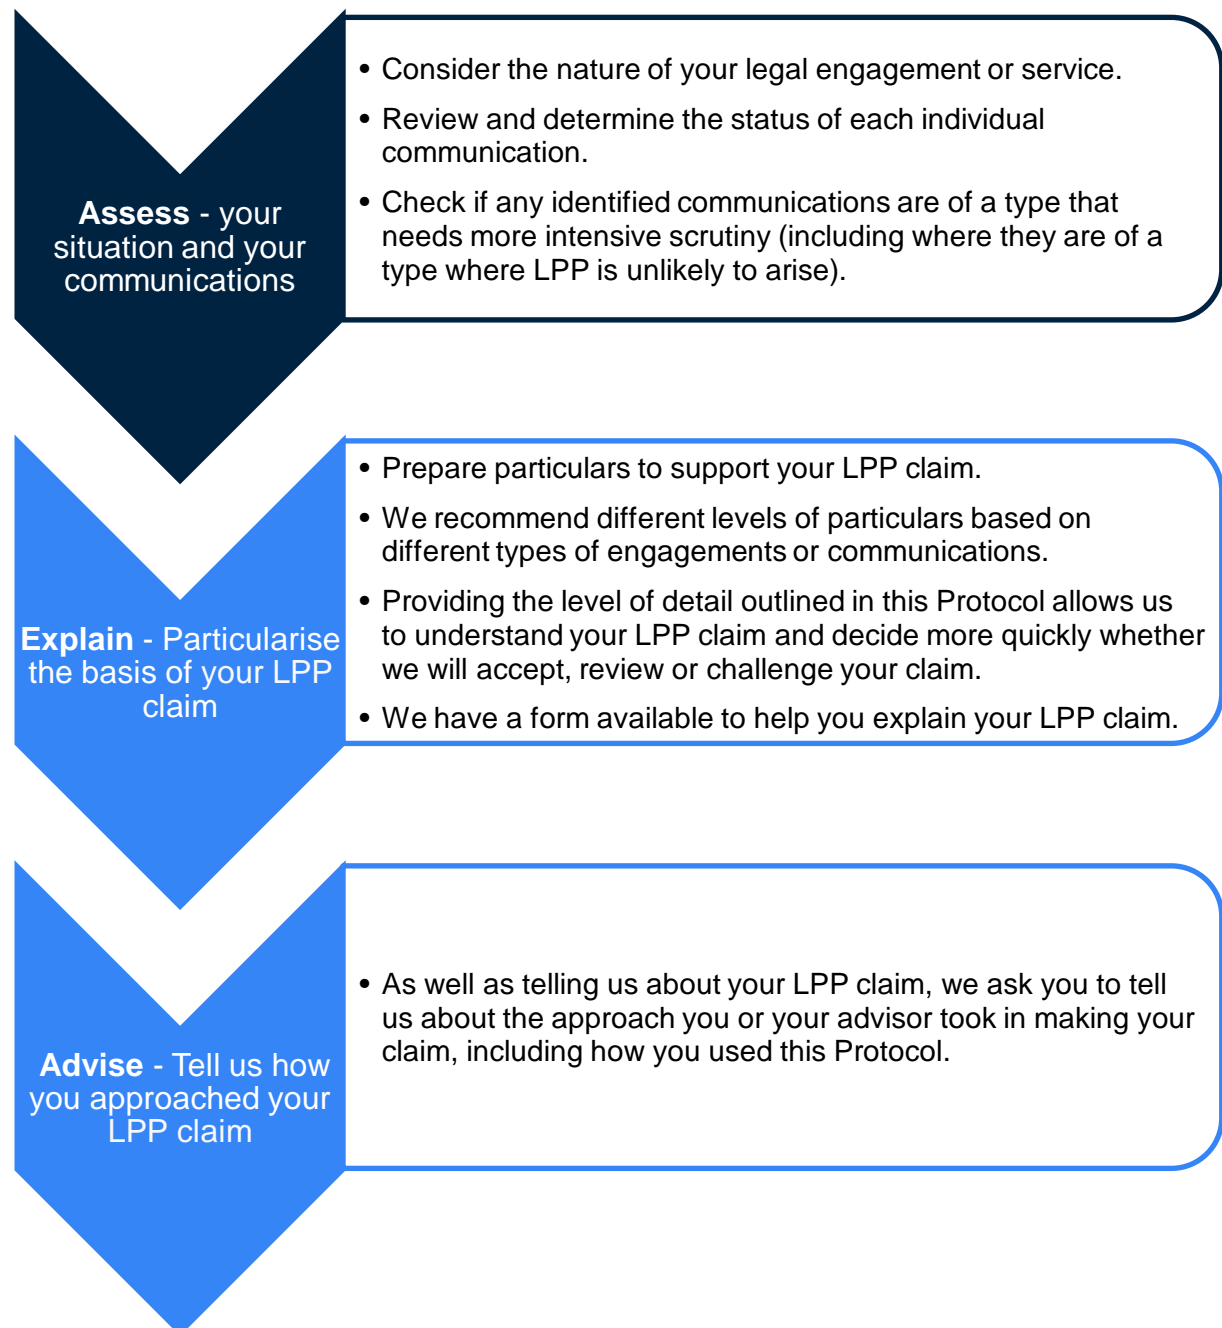 Assess - your
situation and your
communications
• Consider the nature of your legal engagement or service.
• Review and determine the status of each individual
communication.
• Check if any identified communications are of a type that
needs more intensive scrutiny (including where they are of a
type where LPP is unlikely to arise).
Explain - Particularise
the basis of your LPP
claim
• Prepare particulars to support your LPP claim.
• We recommend different levels of particulars based on
different types of engagements or communications.
• Providing the level of detail outlined in this Protocol allows us
to understand your LPP claim and decide more quickly whether
we will accept, review or challenge your claim.
• We have a form available to help you explain your LPP claim.
Advise - Tell us how
you approached your
LPP claim
• As well as telling us about your LPP claim, we ask you to tell
us about the approach you or your advisor took in making your
claim, including how you used this Protocol.